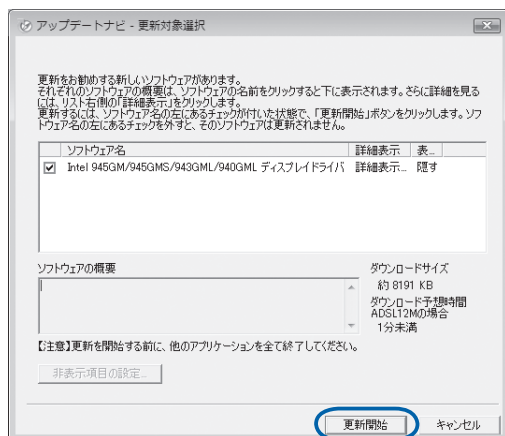 アップデートナビ - 更新対象選択
更新をお勧めする新しいソフトウェアがあります。
それぞれのソフトウェアの概要は、ソフトウェアの名前をクリックすると下に表示されます。さらに詳細を見る
には、リスト右側の「詳細表示」をクリックします。
更新するには、ソフトウェア名の左にあるチェックが付いた状態で、「更新開始」ボタンをクリックします。ソフ
トウェア名の左にあるチェックを外すと、そのソフトウェアは更新されません。
ソフトウェア名 詳細表示 表...
Intel 945GM/945GMS/943GML/940GML ディスプレイドライバ 詳細表示... 隠す
ソフトウェアの概要
ダウンロードサイズ
約 8191 KB
ダウンロード予想時間
ADSL12Mの場合
1分未満
【注意】更新を開始する前に、他のアプリケーションを全て終了してください。
非表示項目の設定...
更新開始 キャンセル